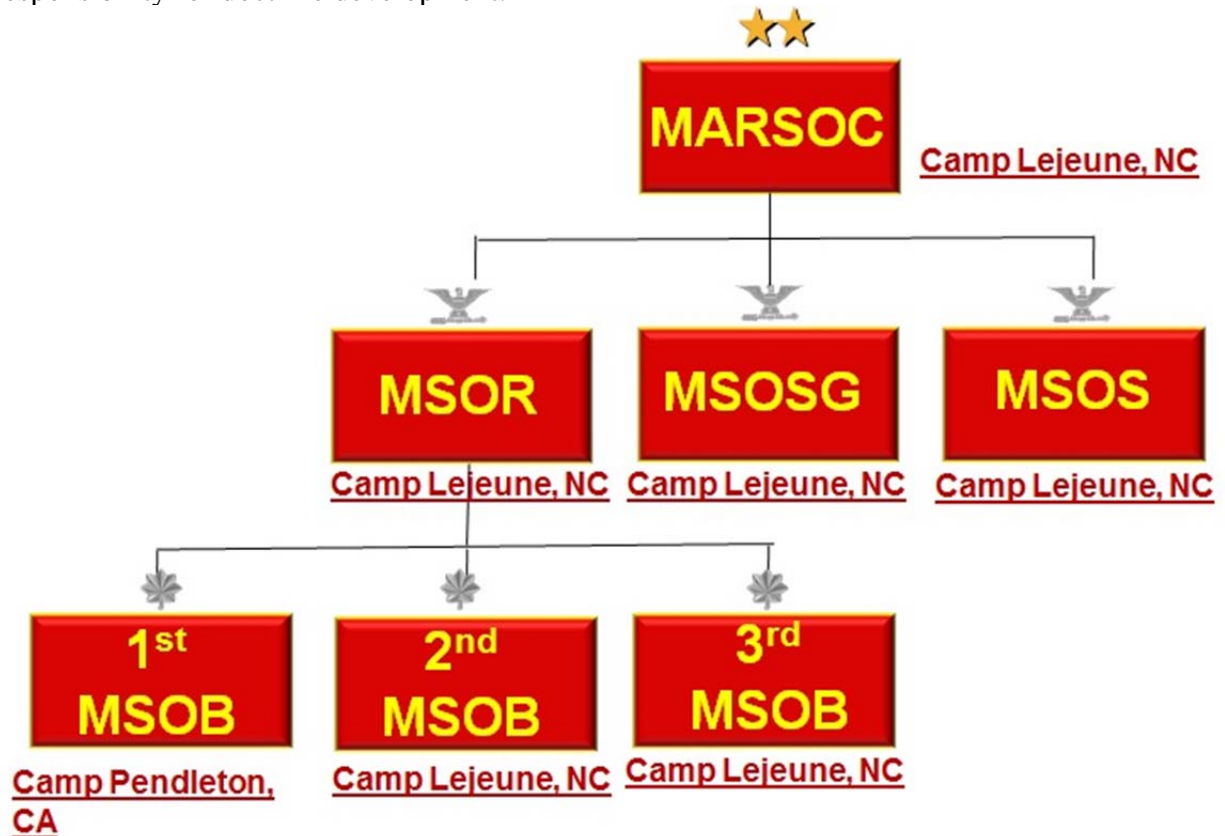 MARSOC
Camp Lejeune, NC
MSOR
MSOSG
MSOS
Camp Lejeune, NC
Camp Lejeune, NC
Camp Lejeune, NC
1st
MSOB
2nd
MSOB
3rd
MSOB
Camp Pendleton,
CA
Camp Lejeune, NC
Camp Lejeune, NC